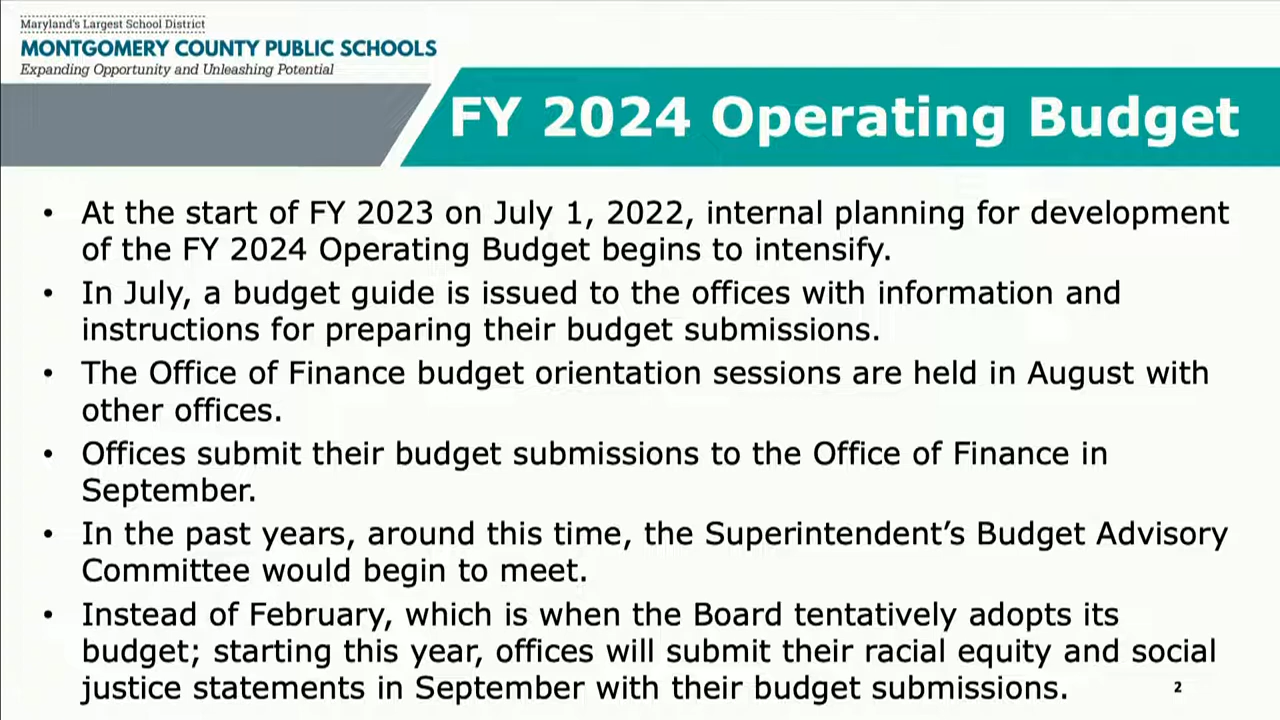 Maryland's Largest School District
MONTGOMERY COUNTY PUBLIC SCHOOLS
Expanding Opportunity and Unleashing Potential
FY 2024 Operating Budget
• At the start of FY 2023 on July 1, 2022, internal planning for development
of the FY 2024 Operating Budget begins to intensify.
• In July, a budget guide is issued to the offices with information and
instructions for preparing their budget submissions.
• The Office of Finance budget orientation sessions are held in August with
other offices.
• Offices submit their budget submissions to the Office of Finance in
September.
• In the past years, around this time, the Superintendent’s Budget Advisory
Committee would begin to meet.
• Instead of February, which is when the Board tentatively adopts its
budget; starting this year, offices will submit their racial equity and social
justice statements in September with their budget submissions.
2